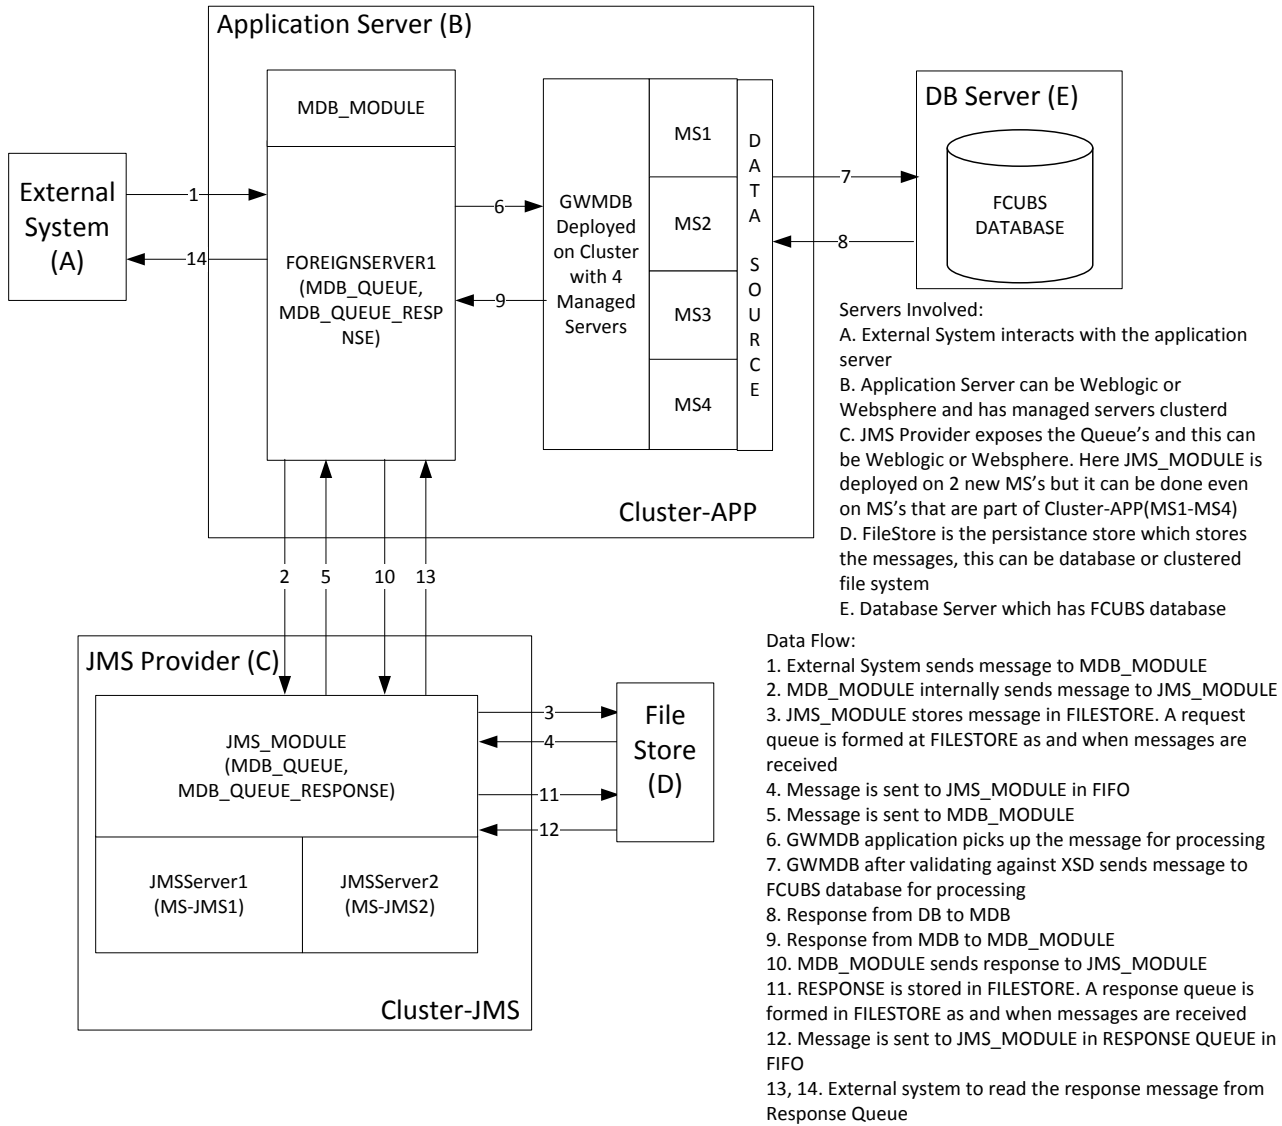 Application Server (B)
MDB_MODULE
FOREIGNSERVER1
(MDB_QUEUE,
MDB_QUEUE_RESP
NSE)
External
System
(A)
1
14
6
9
GWMDB
Deployed
on Cluster
with 4
Managed
Servers
MS1
MS2
MS3
MS4
D
A
T
A
S
O
U
R
C
E
7
8
DB Server (E)
FCUBS
DATABASE
Cluster-APP
2
5
10
13
Servers Involved:
A. External System interacts with the application
server
B. Application Server can be Weblogic or
Websphere and has managed servers clusterd
C. JMS Provider exposes the Queue’s and this can
be Weblogic or Websphere. Here JMS_MODULE is
deployed on 2 new MS’s but it can be done even
on MS’s that are part of Cluster-APP(MS1-MS4)
D. FileStore is the persistance store which stores
the messages, this can be database or clustered
file system
E. Database Server which has FCUBS database
JMS Provider (C)
JMS_MODULE
(MDB_QUEUE,
MDB_QUEUE_RESPONSE)
JMSServer1
(MS-JMS1)
JMSServer2
(MS-JMS2)
Cluster-JMS
3
4
11
12
File
Store
(D)
Data Flow:
1. External System sends message to MDB_MODULE
2. MDB_MODULE internally sends message to JMS_MODULE
3. JMS_MODULE stores message in FILESTORE. A request
queue is formed at FILESTORE as and when messages are
received
4. Message is sent to JMS_MODULE in FIFO
5. Message is sent to MDB_MODULE
6. GWMDB application picks up the message for processing
7. GWMDB after validating against XSD sends message to
FCUBS database for processing
8. Response from DB to MDB
9. Response from MDB to MDB_MODULE
10. MDB_MODULE sends response to JMS_MODULE
11. RESPONSE is stored in FILESTORE. A response queue is
formed in FILESTORE as and when messages are received
12. Message is sent to JMS_MODULE in RESPONSE QUEUE in
FIFO
13, 14. External system to read the response message from
Response Queue